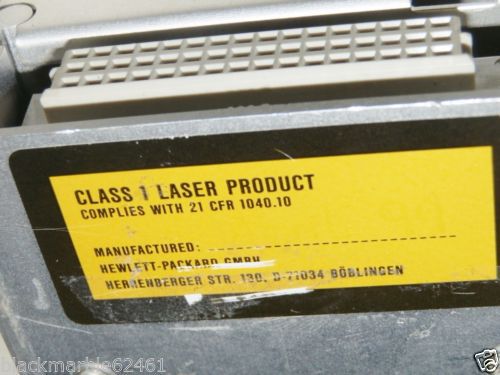 CLASS 1 LASER PRODUCT
COMPLIES WITH 21 CFR 1040.10
MANUFACTURED:
HEWLETT-PACKARD GMBH
HERRENBERGER STR. 130, D-71034 BÖBLINGEN
blackmarble62461